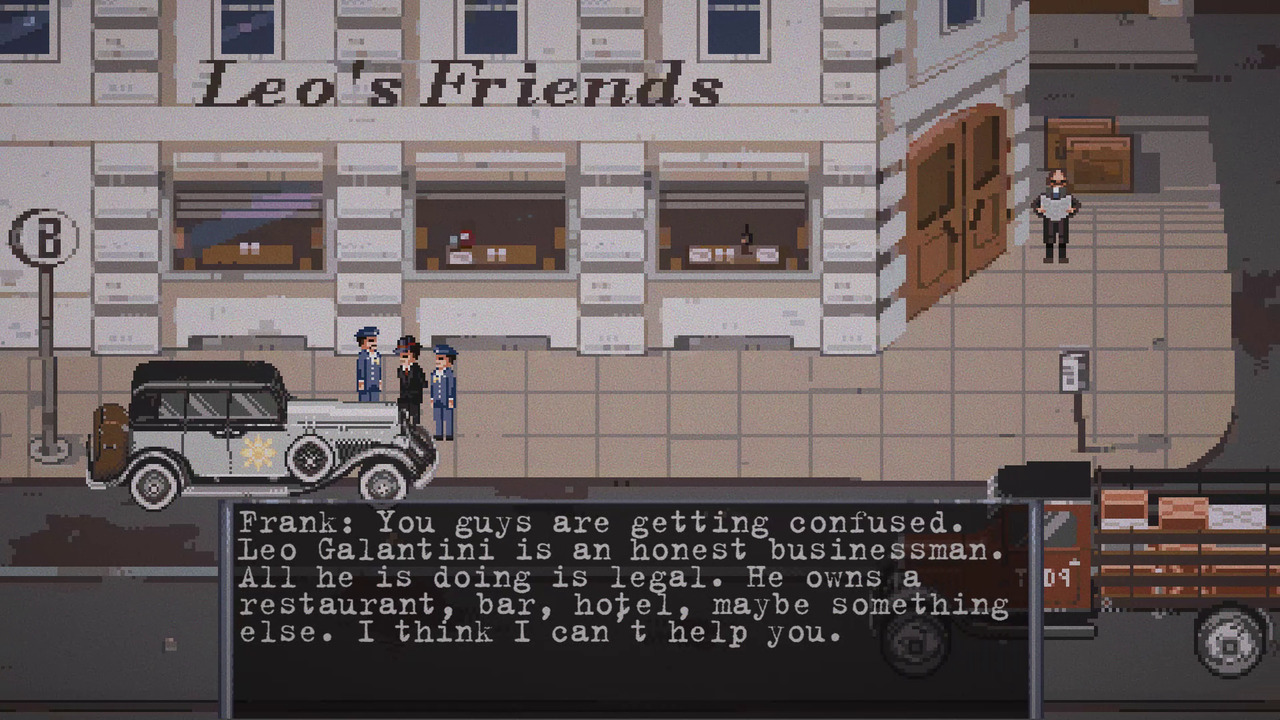 Leo's Friends
B
Frank: You guys are getting confused.
Leo Galantini is an honest businessman.
All he is doing is legal. He owns a
restaurant, bar, hotel, maybe something
else. I think I can't help you.